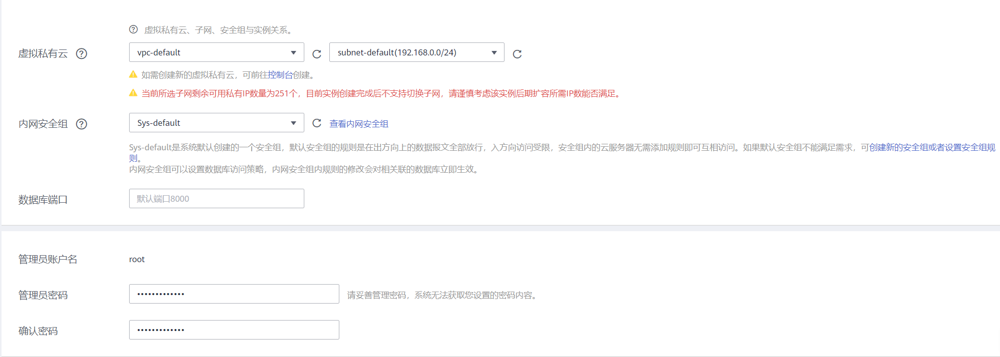 虚拟私有云、子网、安全组与实例关系。
虚拟私有云 vpc-default subnet-default(192.168.0.0/24)
如需创建新的虚拟私有云，可前往控制台创建。
当前所选子网剩余可用私有IP数量为251个，目前实例创建完成后不支持切换子网，请谨慎考虑该实例后期扩容所需IP数能否满足。
内网安全组 Sys-default 查看内网安全组
Sys-default是系统默认创建的一个安全组，默认安全组的规则是在出方向上的数据报文全部放行，入方向访问受限，安全组内的云服务器无需添加规则即可互相访问。如果默认安全组不能满足需求，可创建新的安全组或者设置安全组规
则。
内网安全组可以设置数据库访问策略，内网安全组内规则的修改会对相关联的数据库立即生效。
数据库端口 默认端口8000
管理员账户名 root
管理员密码 ••••••••••••• 请妥善管理密码，系统无法获取您设置的密码内容。
确认密码 •••••••••••••